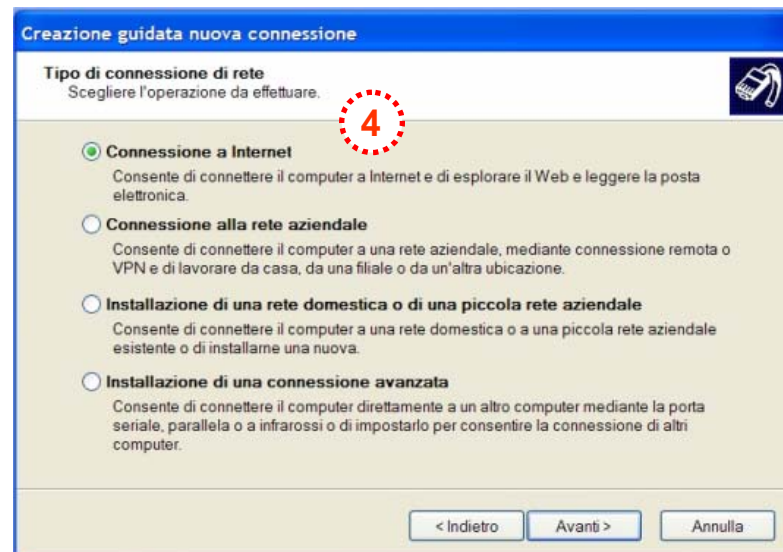 Creazione guidata nuova connessione
Tipo di connessione di rete
Scegliere l'operazione da effettuare.
4
Connessione a Internet
Consente di connettere il computer a Internet e di esplorare il Web e leggere la posta
elettronica.
Connessione alla rete aziendale
Consente di connettere il computer a una rete aziendale, mediante connessione remota o
VPN e di lavorare da casa, da una filiale o da un'altra ubicazione.
Installazione di una rete domestica o di una piccola rete aziendale
Consente di connettere il computer a una rete domestica o a una piccola rete aziendale
esistente o di installarne una nuova.
Installazione di una connessione avanzata
Consente di connettere il computer direttamente a un altro computer mediante la porta
seriale, parallela o a infrarossi o di impostarlo per consentire la connessione di altri
computer.
< Indietro Avanti > Annulla